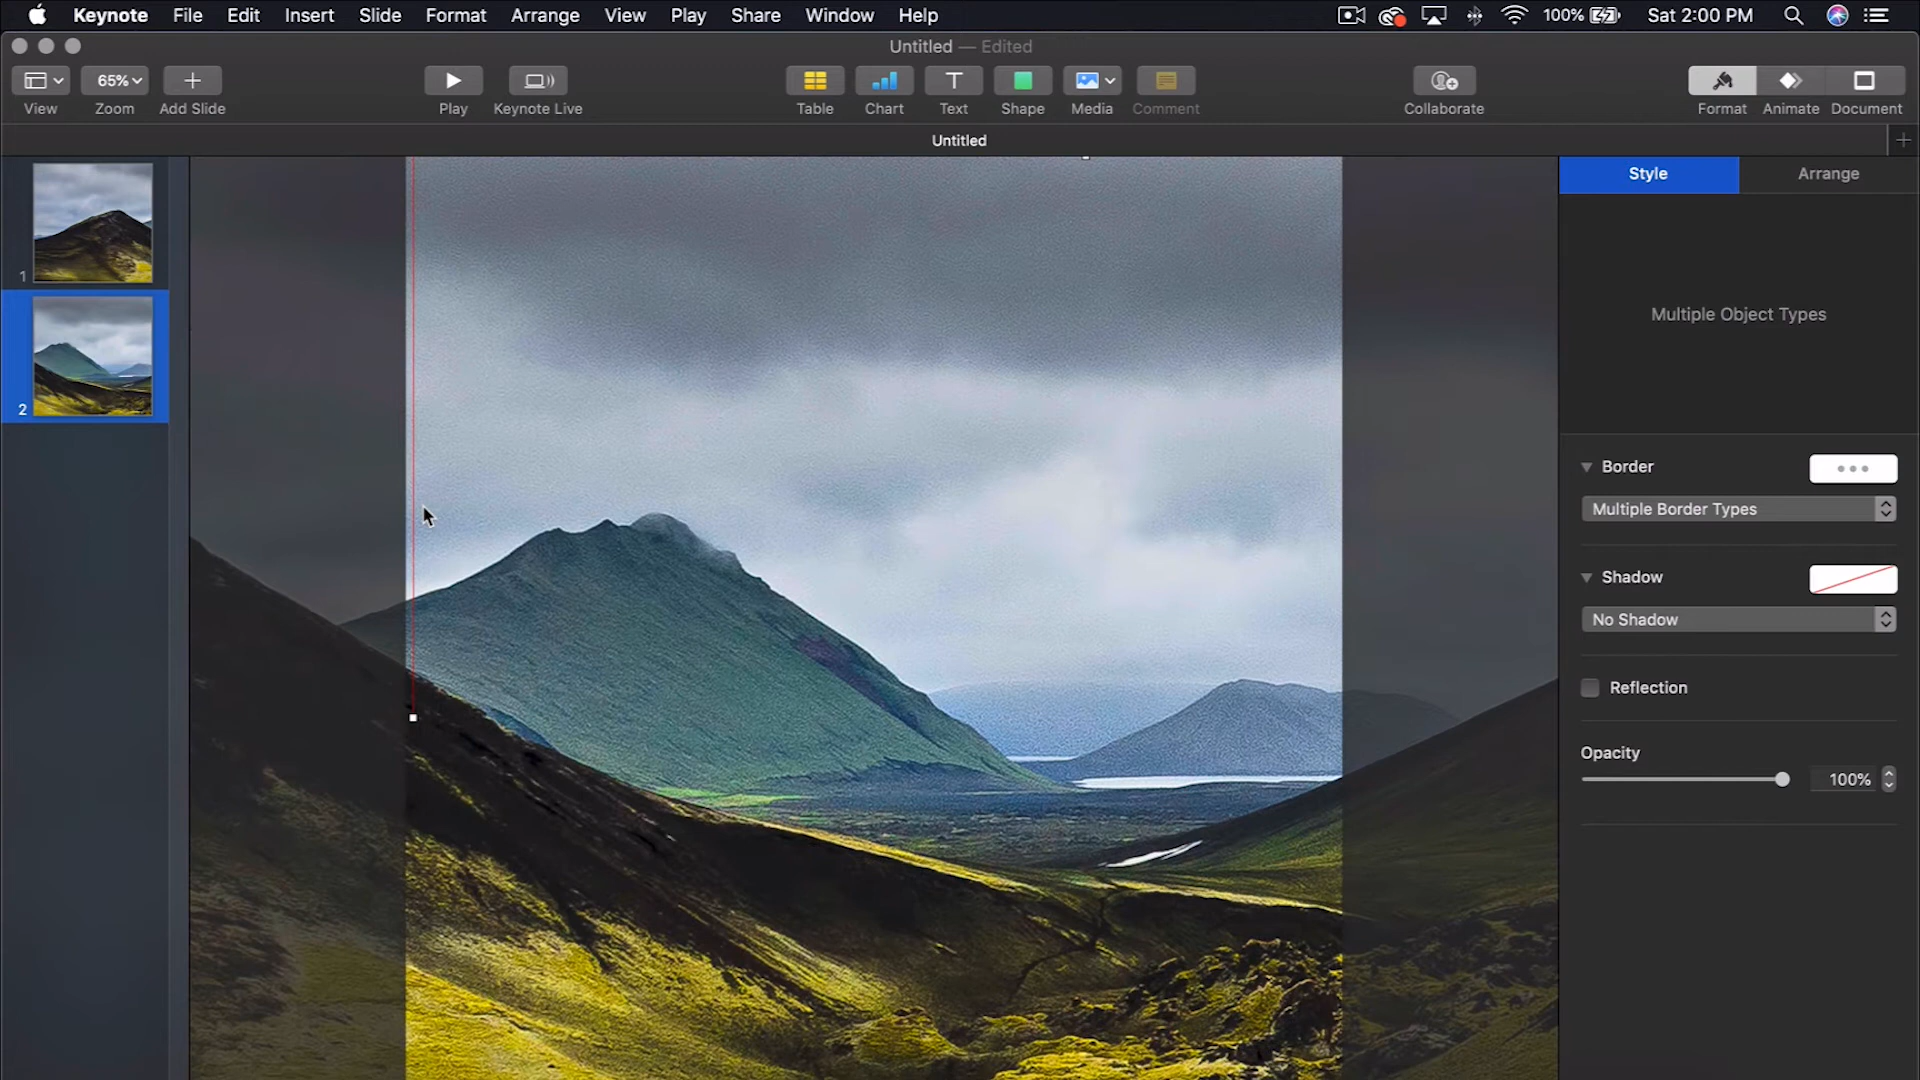 Keynote File Edit Insert Slide Format Arrange View Play Share Window Help 100% Sat 2:00 PM
Untitled — Edited
65%
View Zoom Add Slide Play Keynote Live Table Chart Text Shape Media Comment Collaborate Format Animate Document
Untitled
Style Arrange
1
2
Multiple Object Types
Border
Multiple Border Types
Shadow
No Shadow
Reflection
Opacity
100%